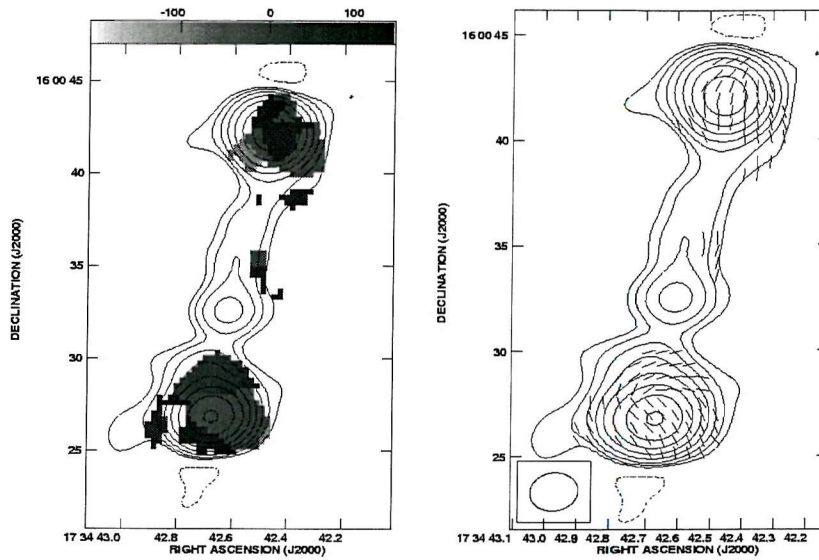 -100 0 100
16 00 45
40
35
30
25
DECLINATION (J2000)
17 34 43.0 42.8 42.6 42.4 42.2
RIGHT ASCENSION (J2000)
16 00 45
40
35
30
25
DECLINATION (J2000)
17 34 43.1 43.0 42.9 42.8 42.7 42.6 42.5 42.4 42.3 42.2
RIGHT ASCENSION (J2000)